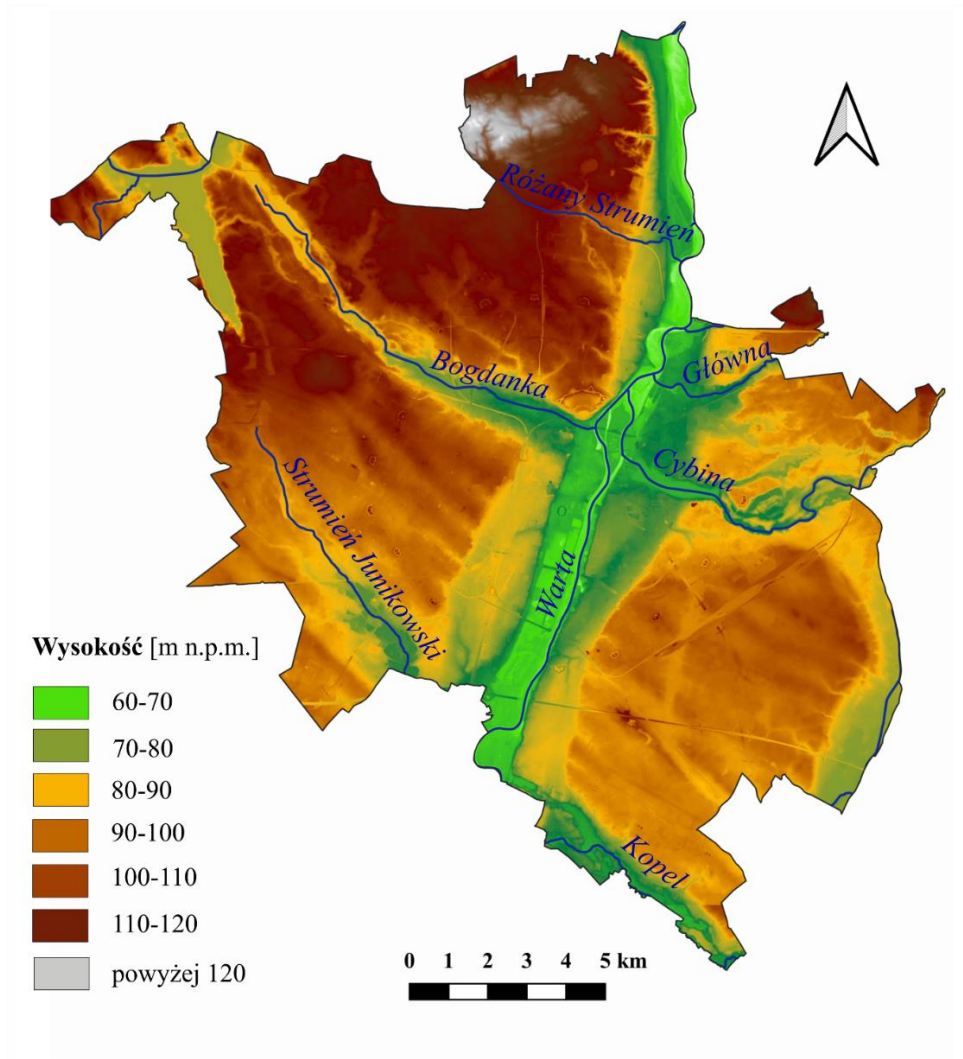 Różany Strumień
Bogdanka
Główna
Cybina
Strumień Junikowski
Warta
Kopel
Wysokość [m n.p.m.]
60-70
70-80
80-90
90-100
100-110
110-120
powyżej 120
0 1 2 3 4 5 km